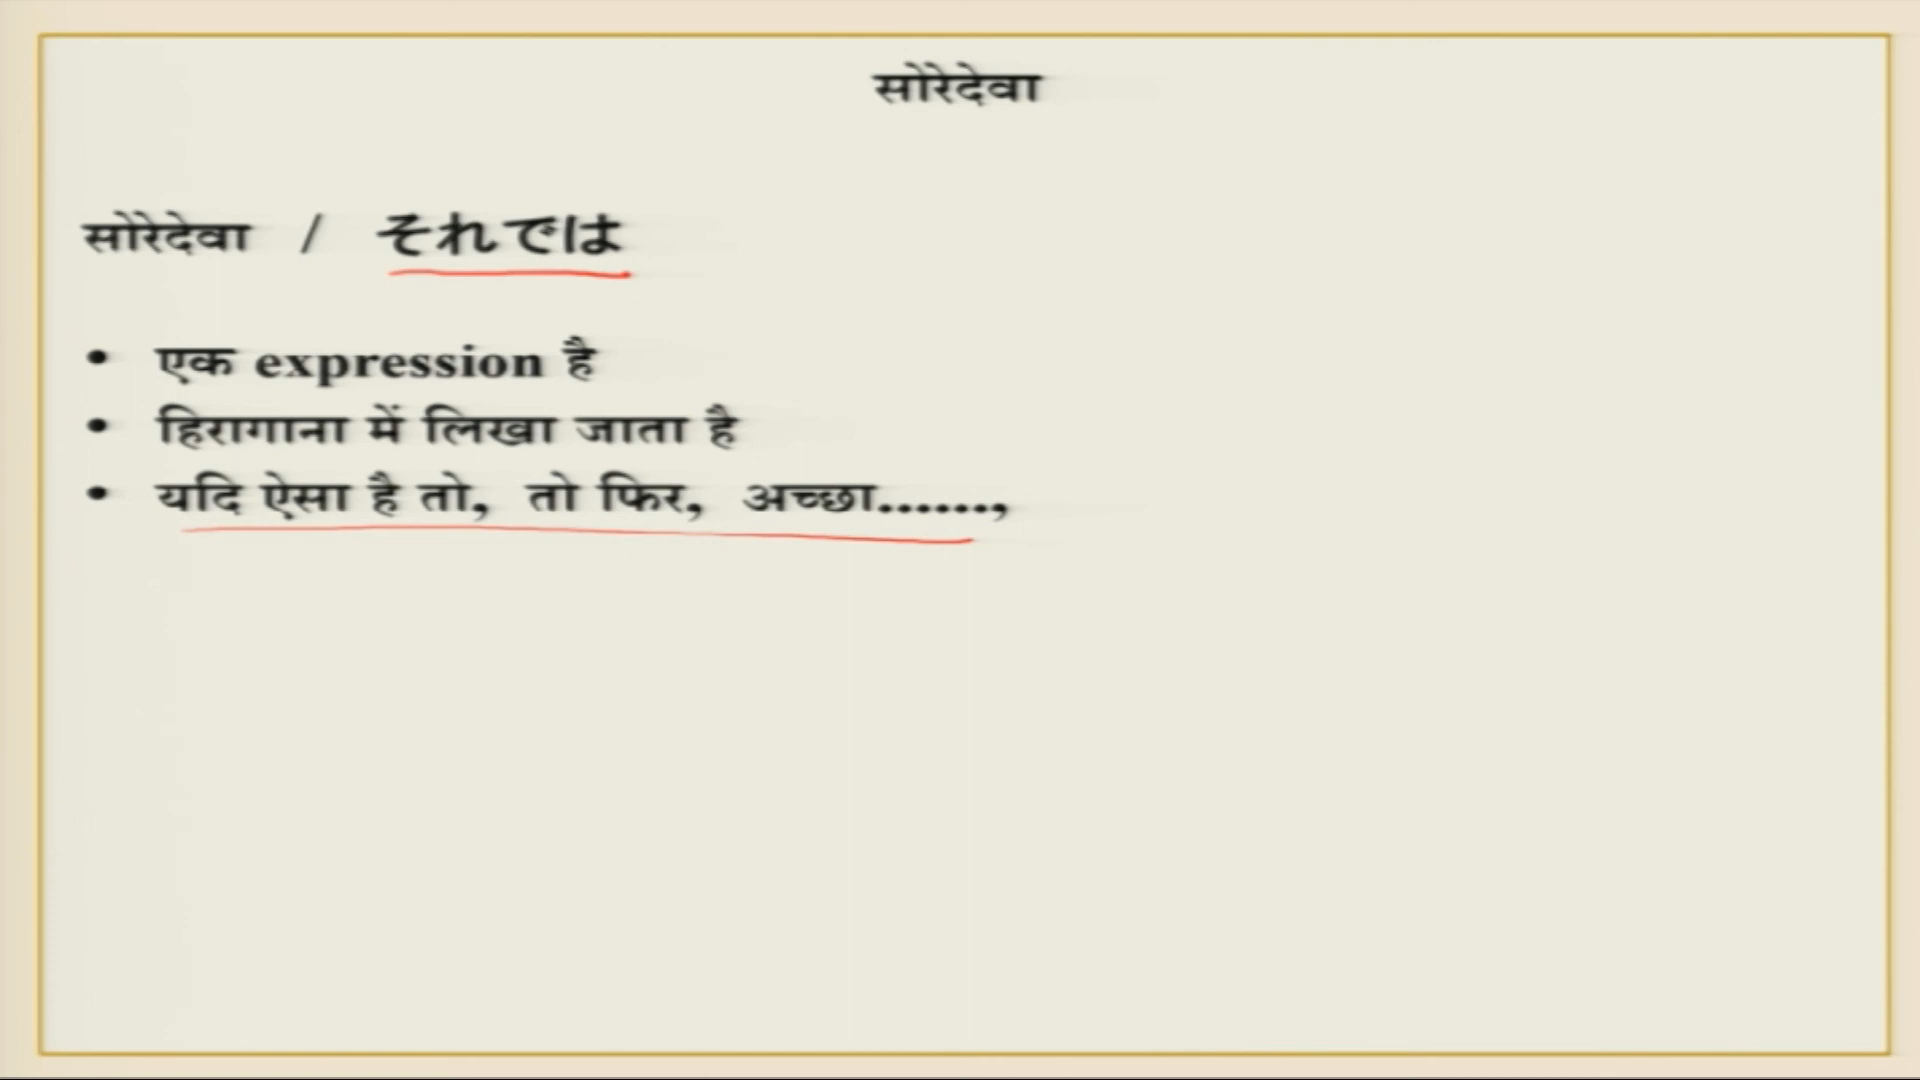 सोरेदेवा
सोरेदेवा / それでは
• एक expression है
• हिरागाना में लिखा जाता है
• यदि ऐसा है तो, तो फिर, अच्छा.......,